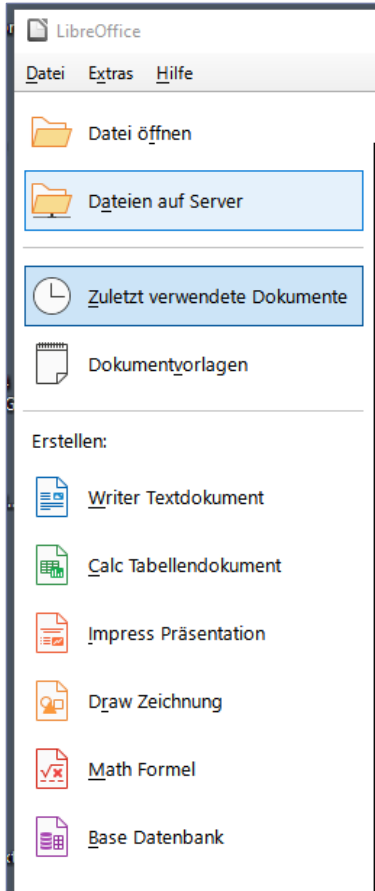 LibreOffice
Datei Extras Hilfe
Datei öffnen
Dateien auf Server
Zuletzt verwendete Dokumente
Dokumentvorlagen
Erstellen:
Writer Textdokument
Calc Tabellendokument
Impress Präsentation
Draw Zeichnung
Math Formel
Base Datenbank